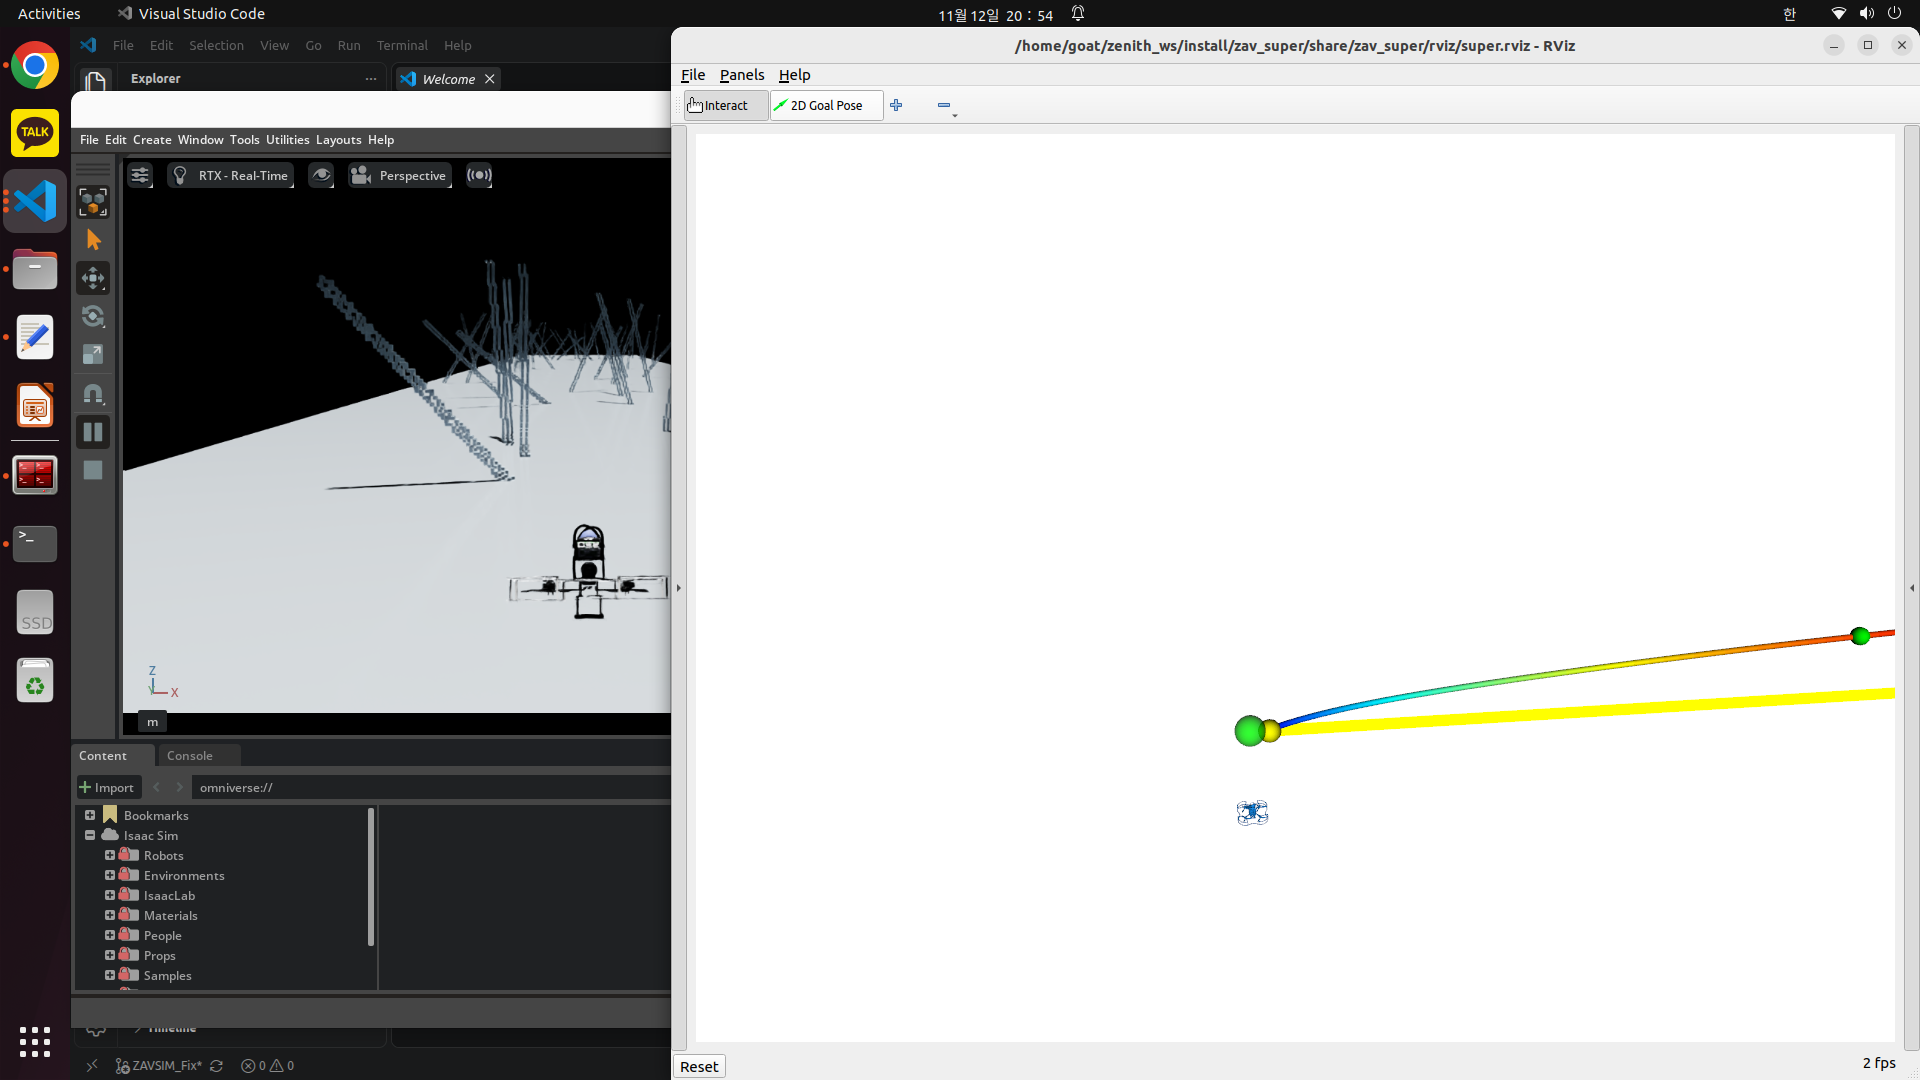 Activities
Visual Studio Code
11월 12일 20 : 54
한
File Edit Selection View Go Run Terminal Help
Explorer
Welcome
/home/goat/zenith_ws/install/zav_super/share/zav_super/rviz/super.rviz - RViz
File Panels Help
Interact
2D Goal Pose
TALK
File Edit Create Window Tools Utilities Layouts Help
RTX - Real-Time
Perspective
Z
X
m
SSD
Content
Console
Import
omniverse://
Bookmarks
Isaac Sim
Robots
Environments
IsaacLab
Materials
People
Props
Samples
Timeline
ZAVSIM_Fix*
0
0
Reset
2 fps